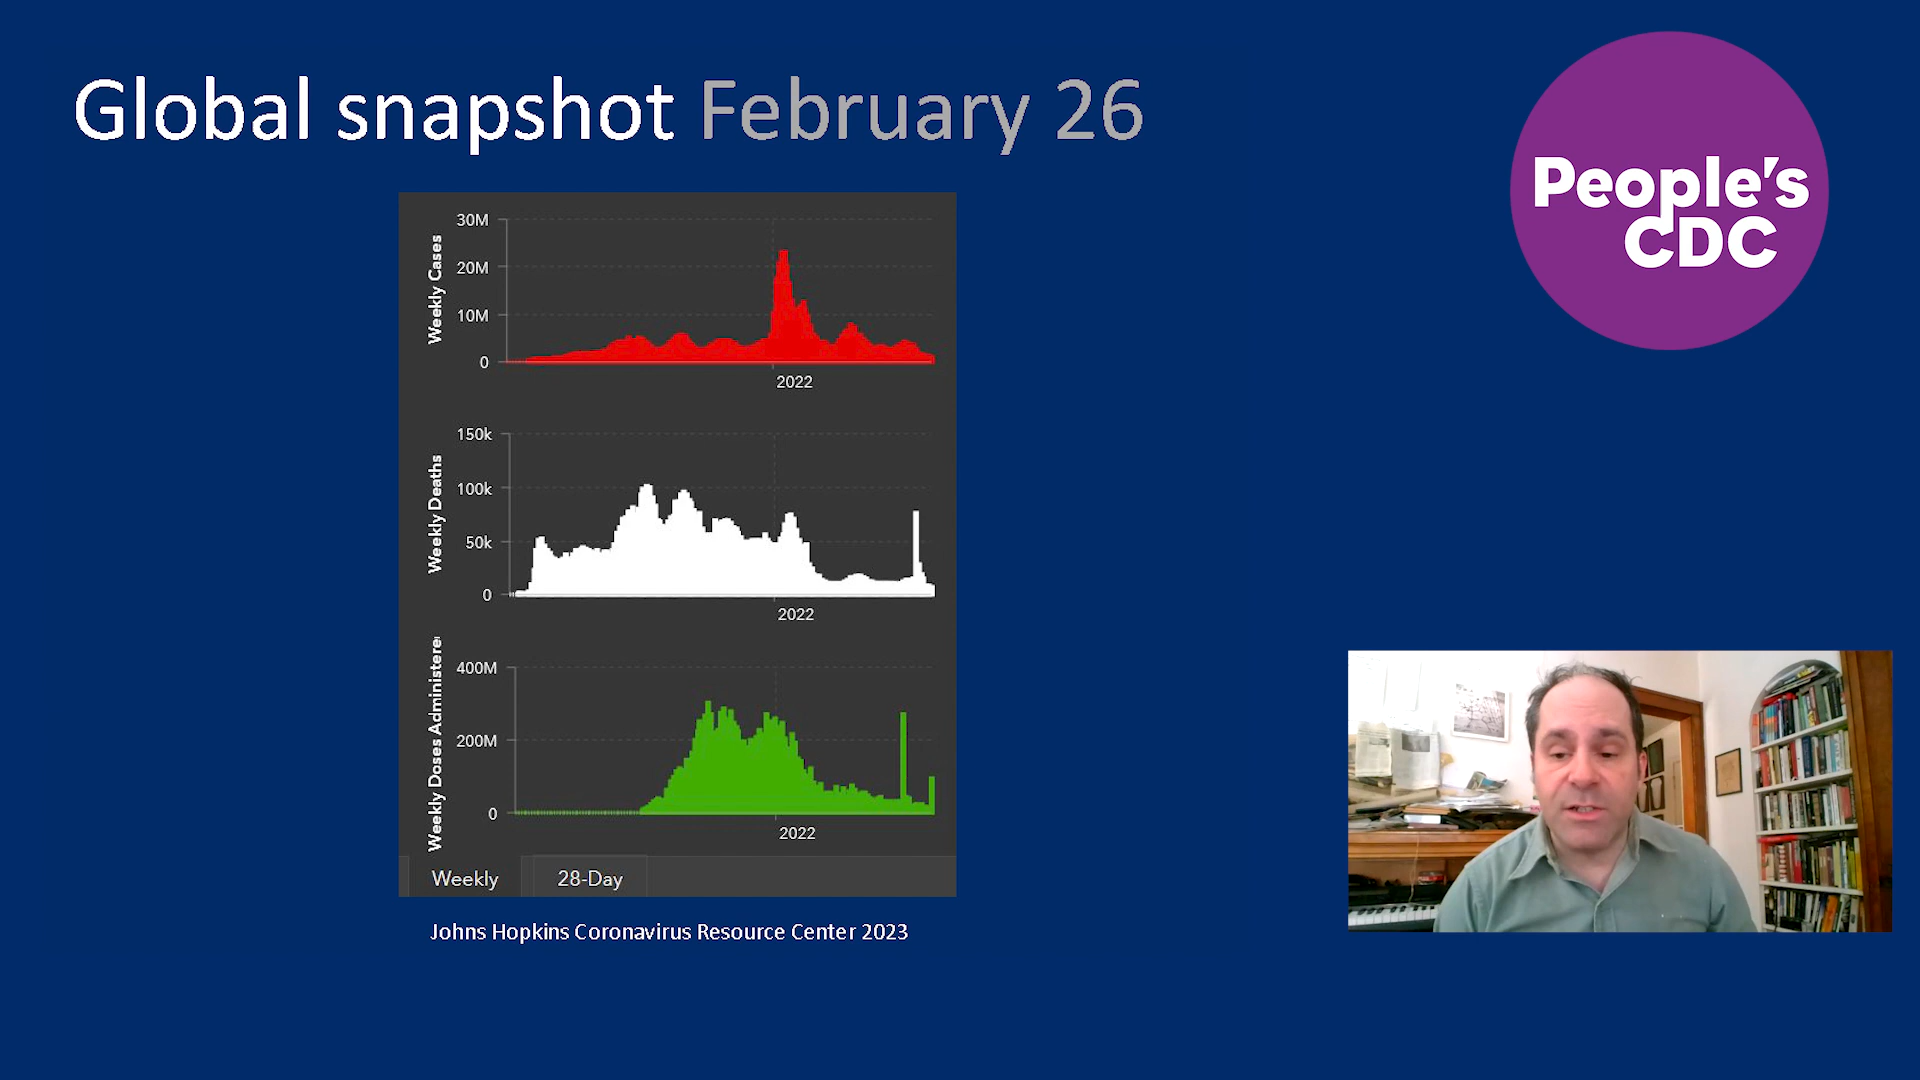 Global snapshot February 26
People's
CDC
Weekly Cases
30M
20M
10M
0
2022
Weekly Deaths
150k
100k
50k
0
2022
Weekly Doses Administere
400M
200M
0
2022
Weekly
28-Day
Johns Hopkins Coronavirus Resource Center 2023